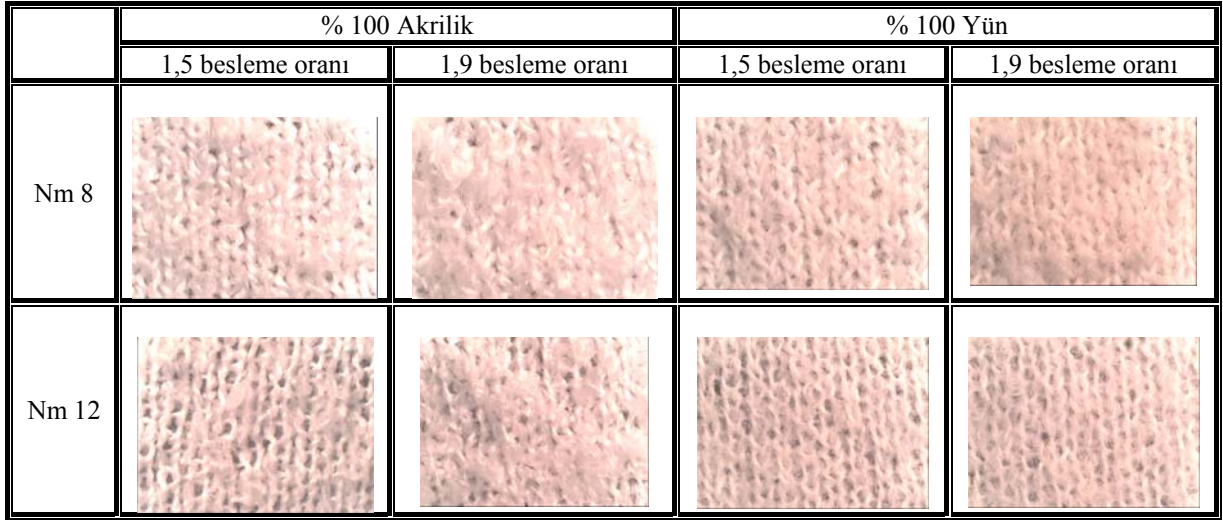 % 100 Akrilik % 100 Yün
1,5 besleme oranı 1,9 besleme oranı 1,5 besleme oranı 1,9 besleme oranı
Nm 8
Nm 12